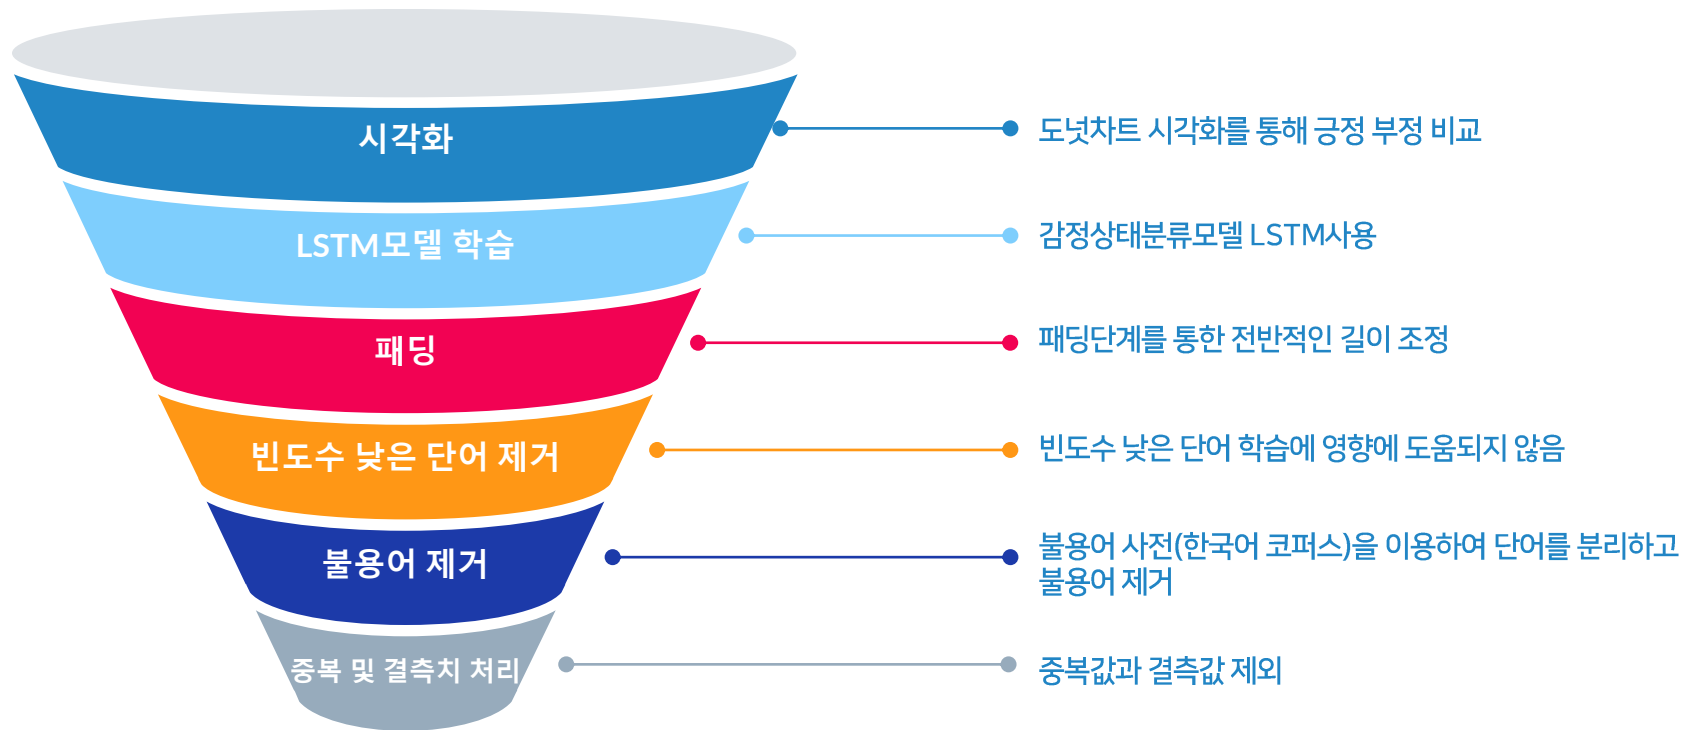 시각화
도넛차트 시각화를 통해 긍정 부정 비교
LSTM모델 학습
감정상태분류모델 LSTM사용
패딩
패딩단계를 통한 전반적인 길이 조정
빈도수 낮은 단어 제거
빈도수 낮은 단어 학습에 영향에 도움되지 않음
불용어 제거
불용어 사전(한국어 코퍼스)을 이용하여 단어를 분리하고
불용어 제거
중복 및 결측치 처리
중복값과 결측값 제외